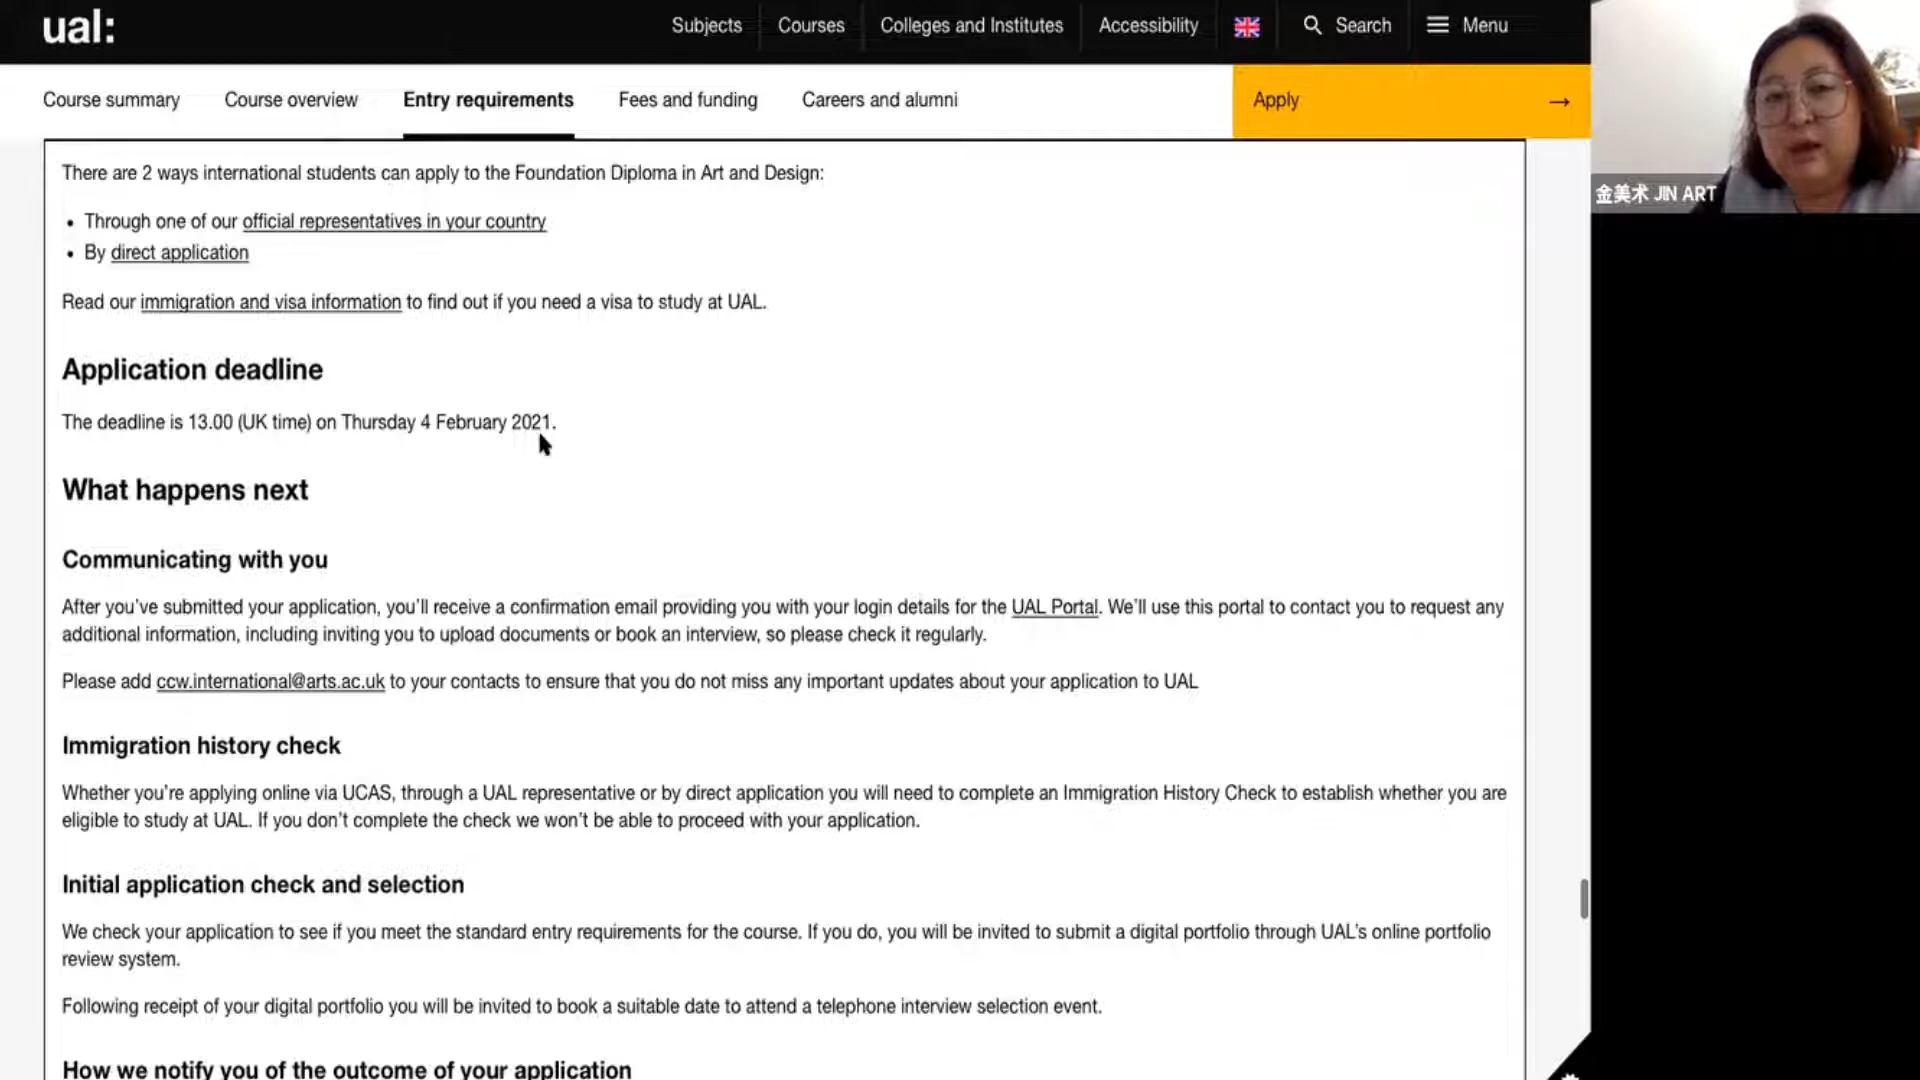 ual:
Subjects
Courses
Colleges and Institutes
Accessibility
Search
Menu
Course summary
Course overview
Entry requirements
Fees and funding
Careers and alumni
Apply →
金美术 JIN ART
There are 2 ways international students can apply to the Foundation Diploma in Art and Design:
• Through one of our official representatives in your country
• By direct application
Read our immigration and visa information to find out if you need a visa to study at UAL.
Application deadline
The deadline is 13.00 (UK time) on Thursday 4 February 2021.
What happens next
Communicating with you
After you’ve submitted your application, you’ll receive a confirmation email providing you with your login details for the UAL Portal. We’ll use this portal to contact you to request any
additional information, including inviting you to upload documents or book an interview, so please check it regularly.
Please add ccw.international@arts.ac.uk to your contacts to ensure that you do not miss any important updates about your application to UAL
Immigration history check
Whether you’re applying online via UCAS, through a UAL representative or by direct application you will need to complete an Immigration History Check to establish whether you are
eligible to study at UAL. If you don’t complete the check we won’t be able to proceed with your application.
Initial application check and selection
We check your application to see if you meet the standard entry requirements for the course. If you do, you will be invited to submit a digital portfolio through UAL’s online portfolio
review system.
Following receipt of your digital portfolio you will be invited to book a suitable date to attend a telephone interview selection event.
How we notify you of the outcome of your application